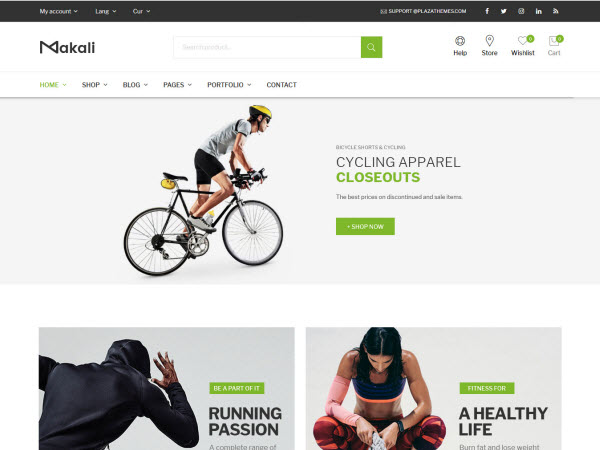 My account
Lang
Cur
SUPPORT @PLAZATHEMES.COM
Makali
Search product...
Help
Store
0
Wishlist
0
Cart
HOME
SHOP
BLOG
PAGES
PORTFOLIO
CONTACT
BICYCLE SHORTS & CYCLING
CYCLING APPAREL
CLOSEOUTS
The best prices on discontinued and sale items.
+ SHOP NOW
BE A PART OF IT
RUNNING
PASSION
A complete range of
FITNESS FOR
A HEALTHY
LIFE
Burn fat and lose weight